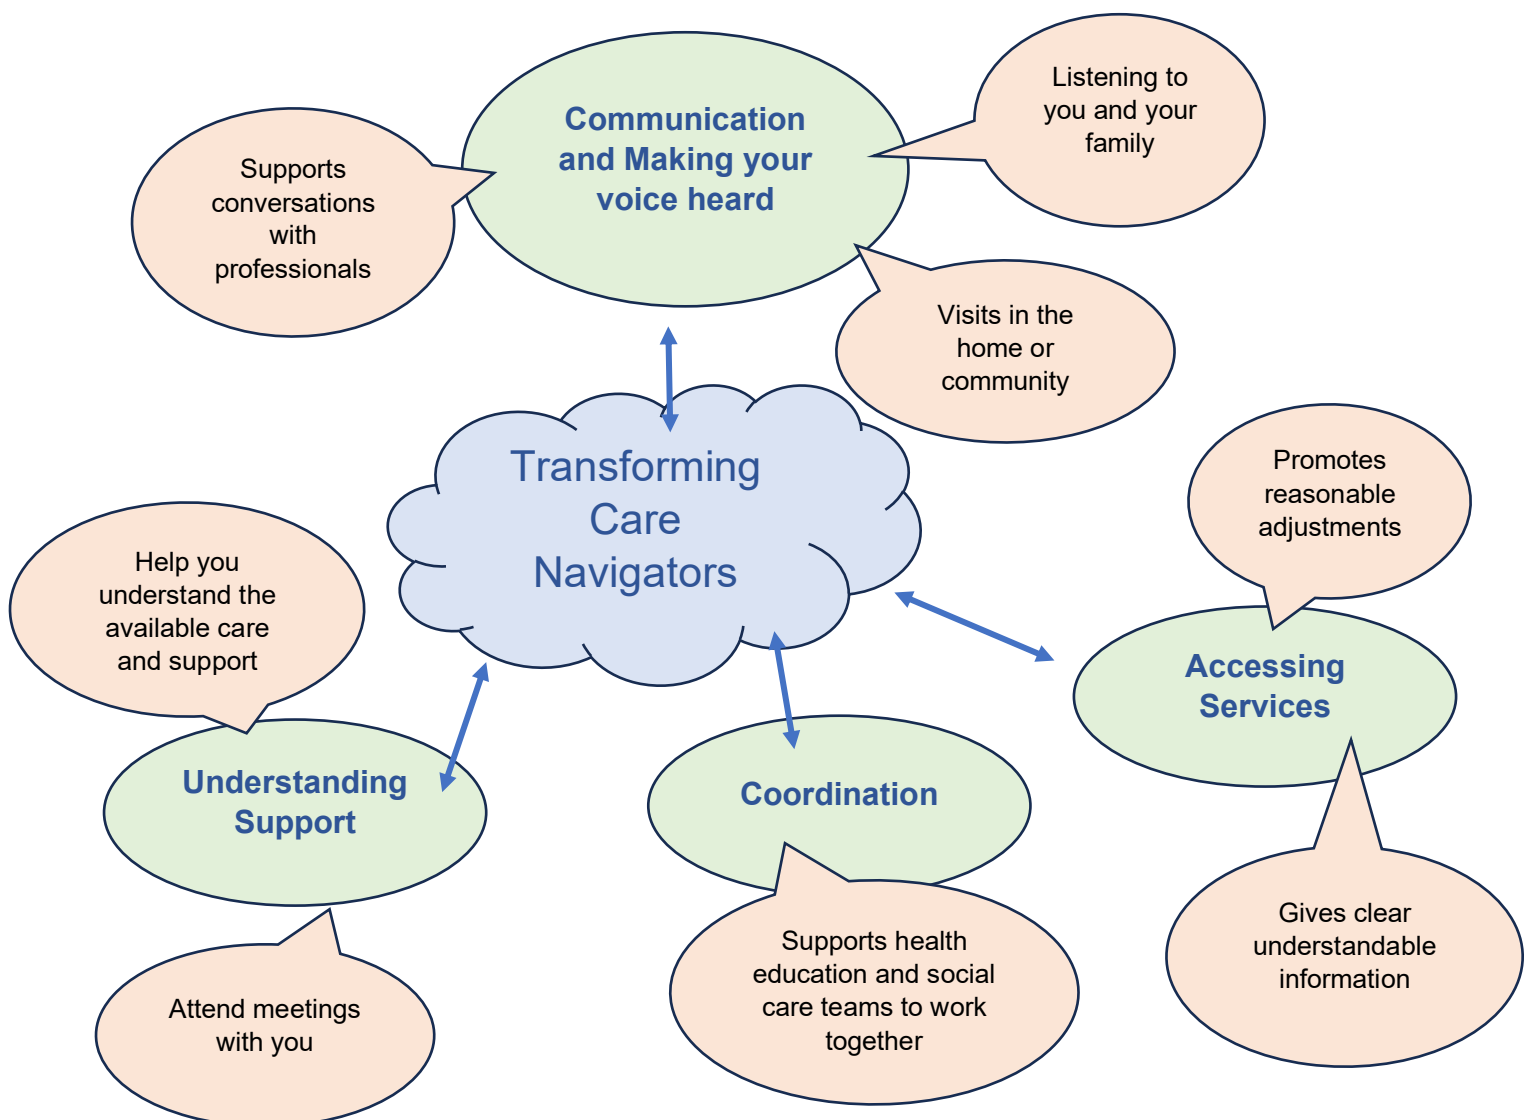 Listening to
you and your
family
Communication
and Making your
voice heard
Supports
conversations
with
professionals
Visits in the
home or
community
Transforming
Care
Navigators
Promotes
reasonable
adjustments
Help you
understand the
available care
and support
Accessing
Services
Understanding
Support
Coordination
Gives clear
understandable
information
Supports health
education and social
care teams to work
together
Attend meetings
with you